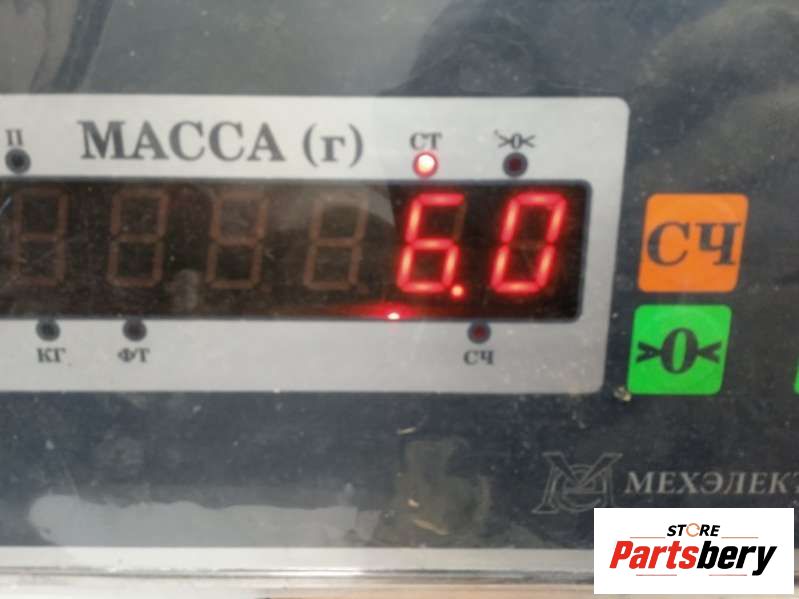 П МАССА (г) СТ >0<
6.0
СЧ
КГ ФТ СЧ
>0<
МЕХЭЛЕКТ
STORE
Partsbery